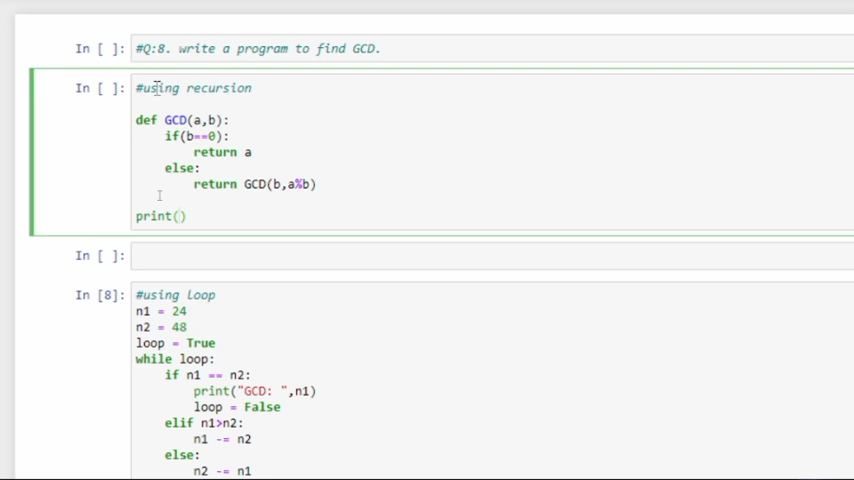 In [ ]: #Q:8. write a program to find GCD.
In [ ]: #using recursion
def GCD(a,b):
    if(b==0):
        return a
    else:
        return GCD(b,a%b)
print()
In [ ]:
In [8]: #using Loop
n1 = 24
n2 = 48
loop = True
while loop:
    if n1 == n2:
        print("GCD: ",n1)
        loop = False
    elif n1>n2:
        n1 -= n2
    else:
        n2 -= n1